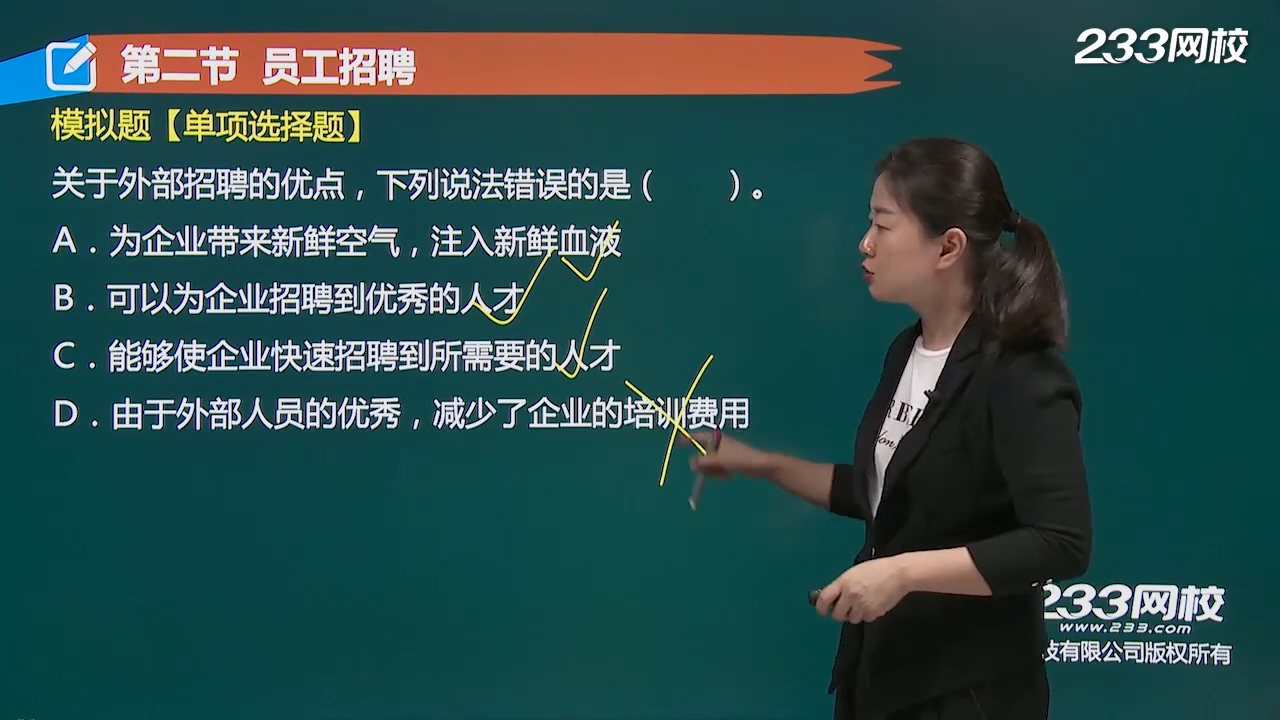 233网校
第二节 员工招聘
模拟题【单项选择题】
关于外部招聘的优点，下列说法错误的是（ ）。
A．为企业带来新鲜空气，注入新鲜血液
B．可以为企业招聘到优秀的人才
C．能够使企业快速招聘到所需要的人才
D．由于外部人员的优秀，减少了企业的培训费用
233网校
www.233.com
技有限公司版权所有